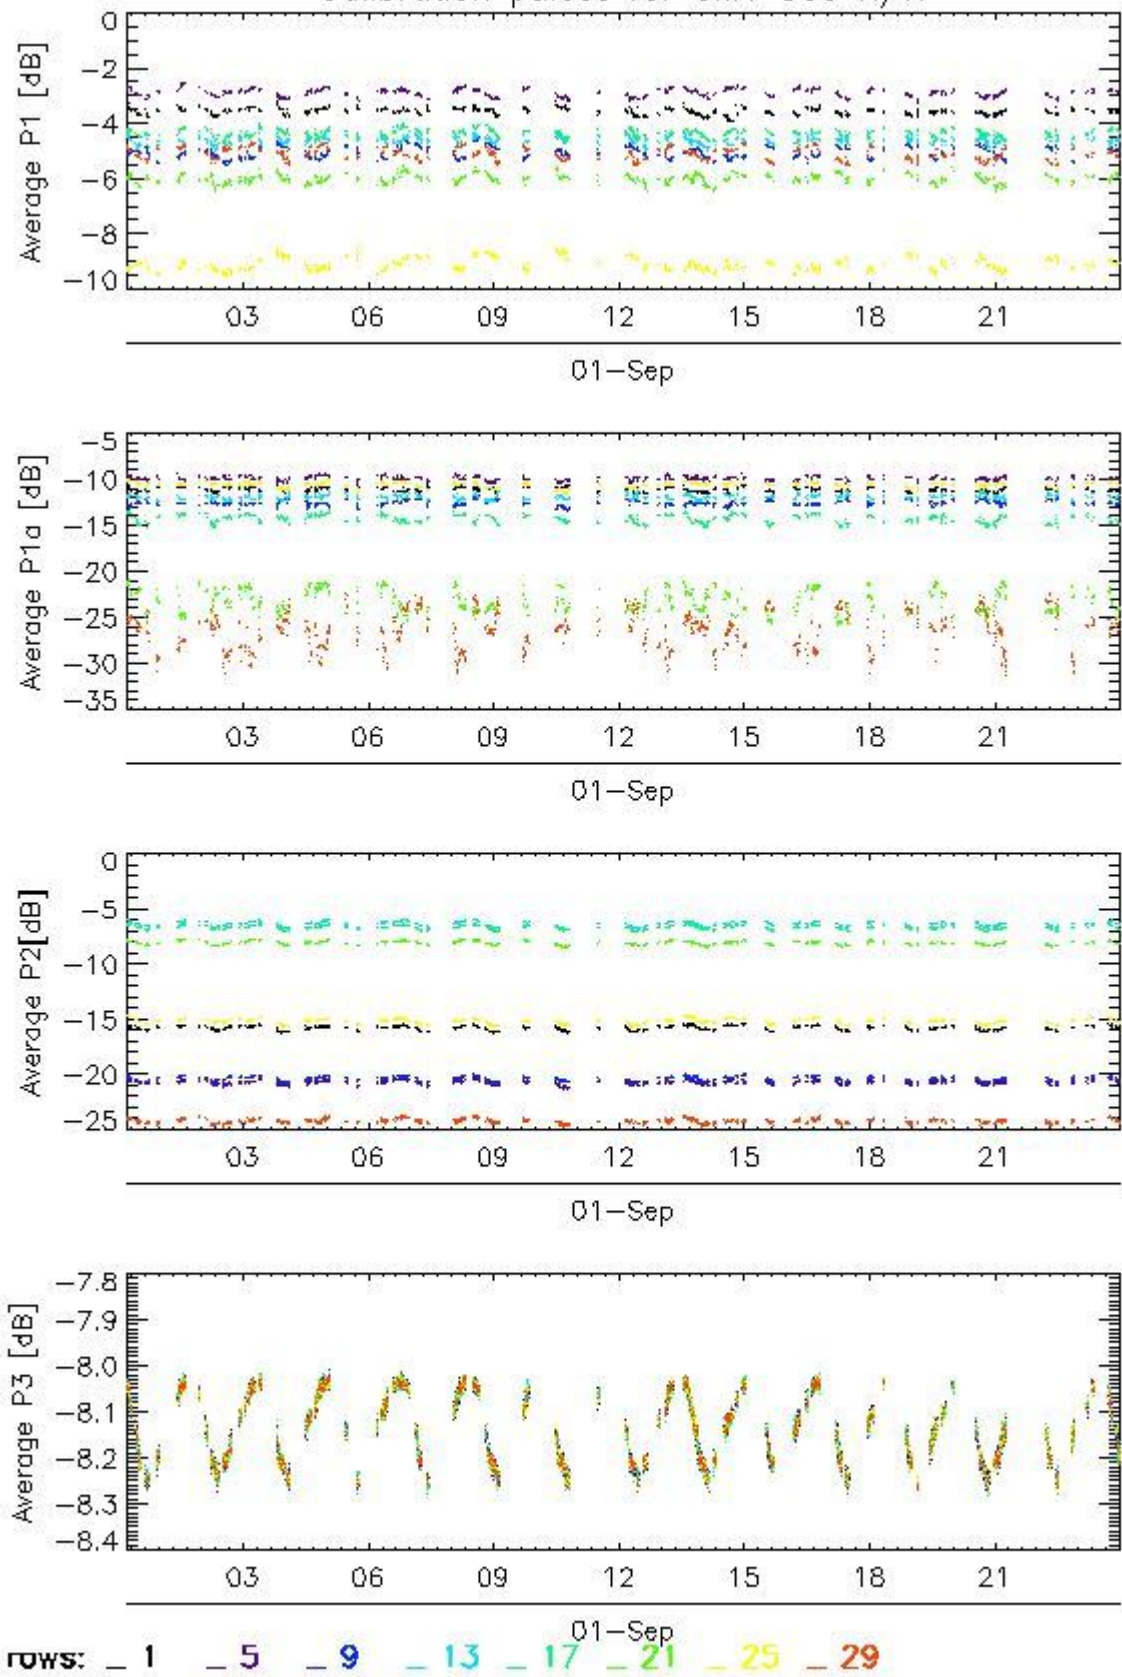 0
−2
−4
−6
−8
−10
Average P1 [dB]
03 06 09 12 15 18 21
01−Sep
−5
−10
−15
−20
−25
−30
−35
Average P1a [dB]
03 06 09 12 15 18 21
01−Sep
0
−5
−10
−15
−20
−25
Average P2[dB]
03 06 09 12 15 18 21
01−Sep
−7.8
−7.9
−8.0
−8.1
−8.2
−8.3
−8.4
Average P3 [dB]
03 06 09 12 15 18 21
01−Sep
rows: _ 1 _ 5 _ 9 _ 13 _ 17 _ 21 _ 25 _ 29